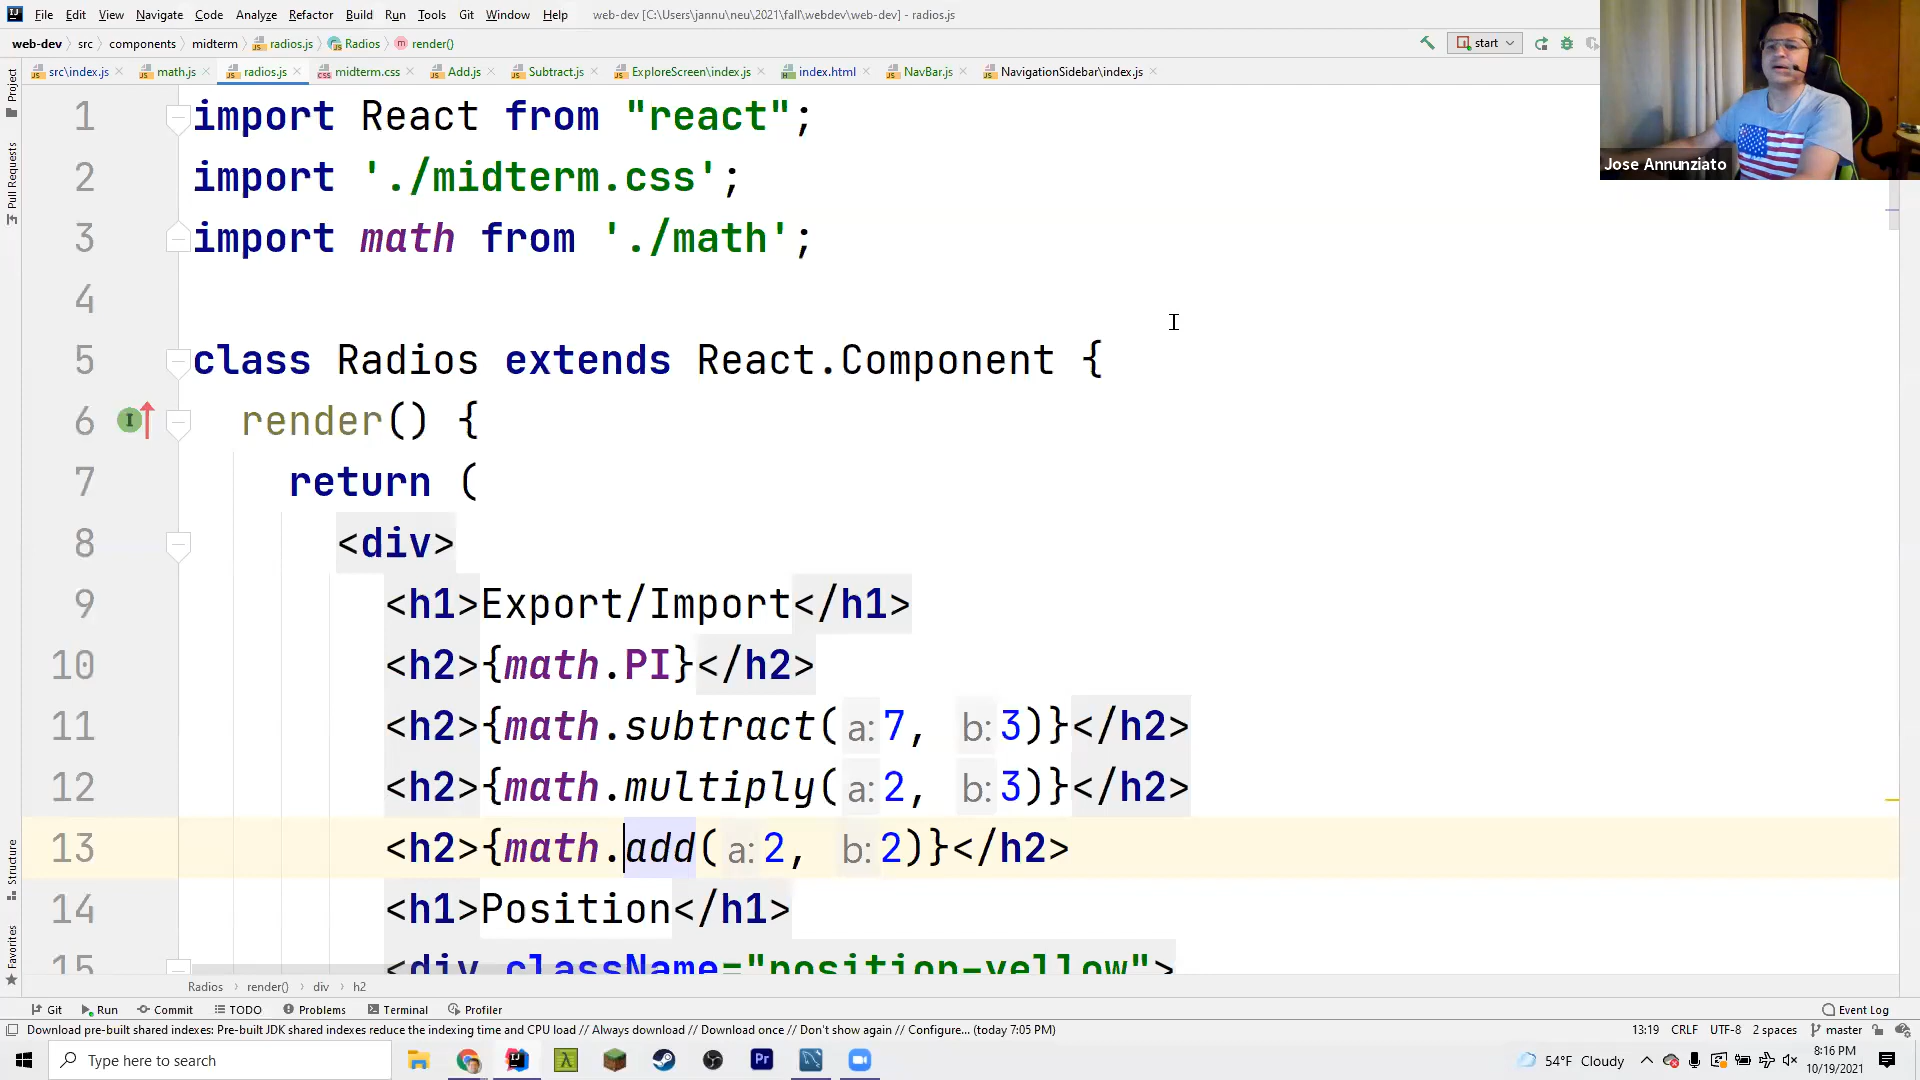 File Edit View Navigate Code Analyze Refactor Build Run Tools Git Window Help web-dev [C:\Users\jannu\neu\2021\fall\webdev\web-dev] - radios.js
web-dev src components midterm radios.js Radios render() start
src\index.js math.js radios.js midterm.css Add.js Subtract.js ExploreScreen\index.js index.html NavBar.js NavigationSidebar\index.js
Project
Pull Requests
Structure
Favorites
Jose Annunziato
1 import React from "react";
2 import './midterm.css';
3 import math from './math';
4
5 class Radios extends React.Component {
6 render() {
7 return (
8 <div>
9 <h1>Export/Import</h1>
10 <h2>{math.PI}</h2>
11 <h2>{math.subtract( a: 7, b: 3)}</h2>
12 <h2>{math.multiply( a: 2, b: 3)}</h2>
13 <h2>{math.add( a: 2, b: 2)}</h2>
14 <h1>Position</h1>
15 <div className="position-yellow">
Radios render() div h2
Git Run Commit TODO Problems Terminal Profiler Event Log
Download pre-built shared indexes: Pre-built JDK shared indexes reduce the indexing time and CPU load // Always download // Download once // Don't show again // Configure... (today 7:05 PM) 13:19 CRLF UTF-8 2 spaces master
Type here to search
54°F Cloudy
8:16 PM
10/19/2021